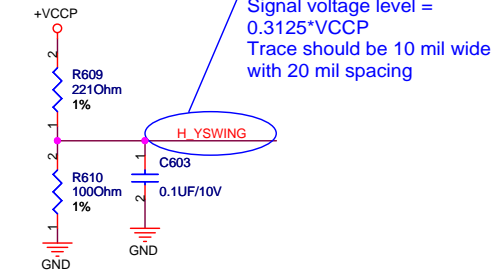 Signal voltage level =
0.3125*VCCP
Trace should be 10 mil wide
with 20 mil spacing
+VCCP
2
R609
221Ohm
1%
1
H_YSWING
2
R610
100Ohm
1%
1
GND
1
C603
0.1UF/10V
2
GND